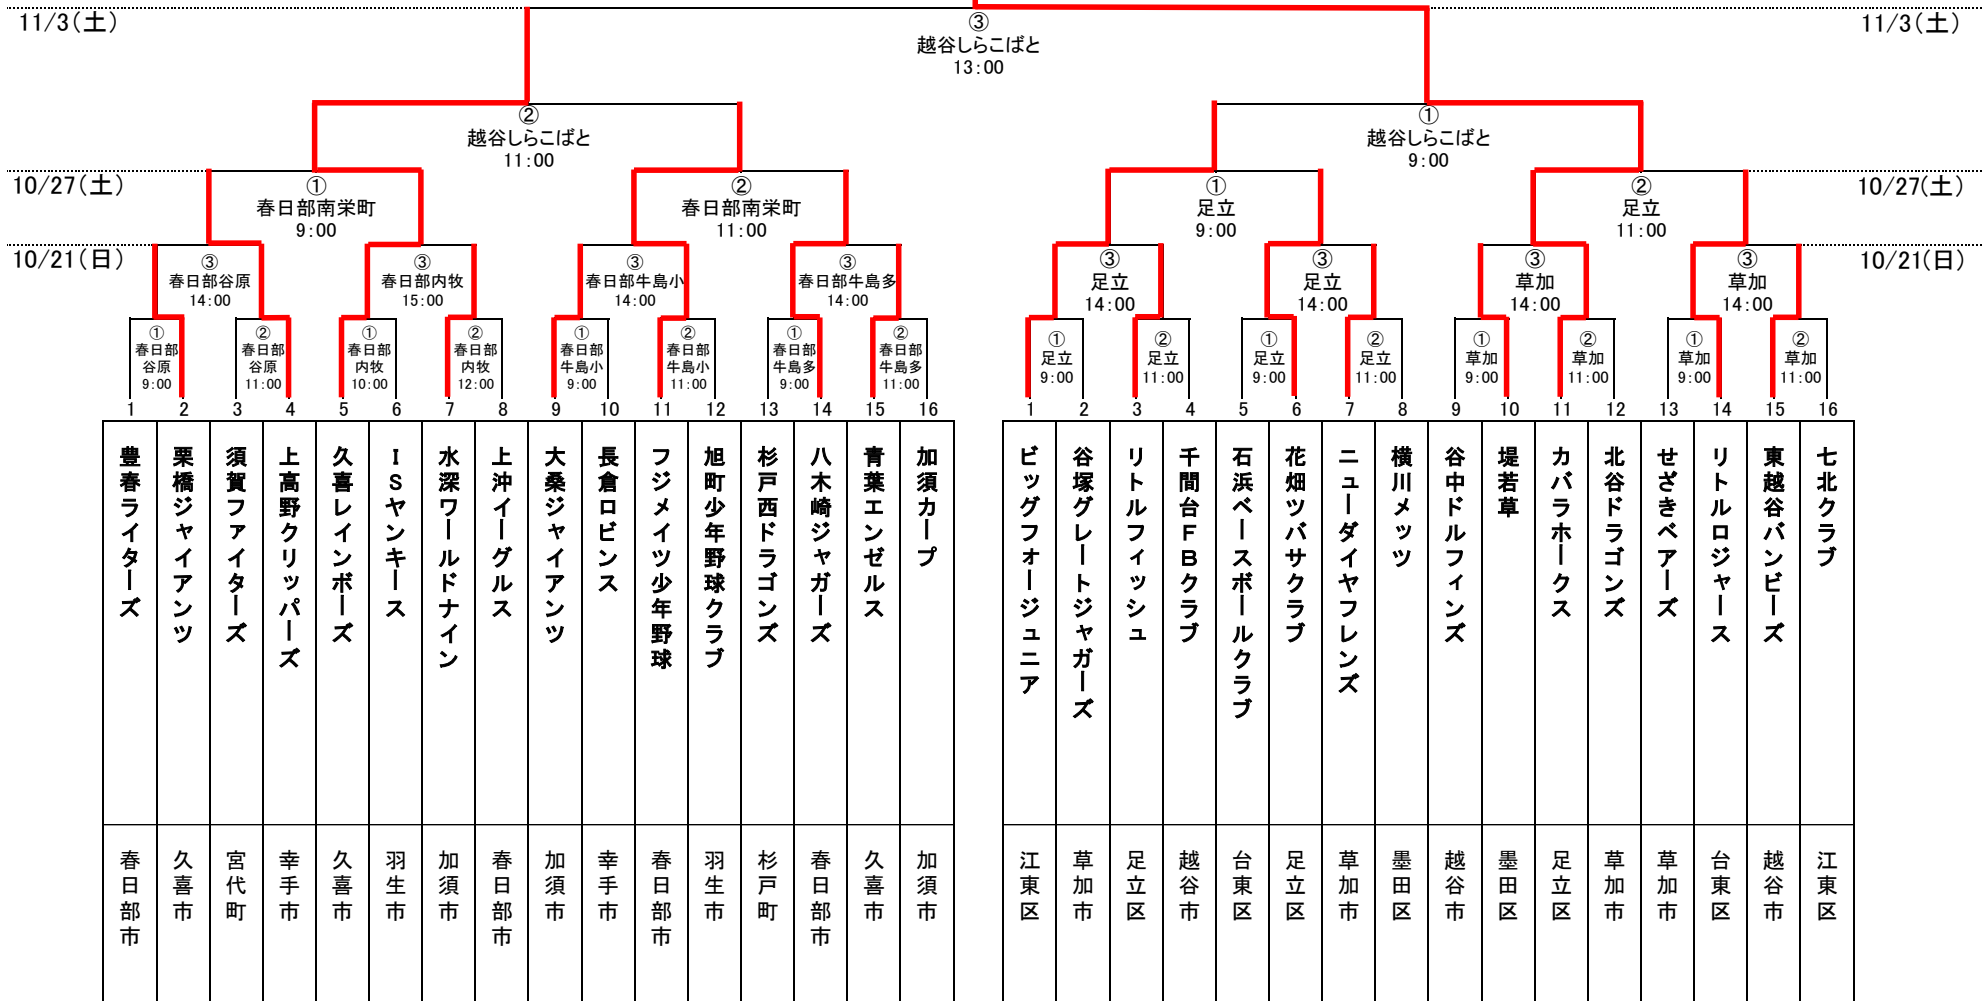 11/3(土)
11/3(土)
③
越谷しらこばと
13:00
②
越谷しらこばと
11:00
①
越谷しらこばと
9:00
10/27(土)
10/27(土)
①
春日部南栄町
9:00
②
春日部南栄町
11:00
①
足立
9:00
②
足立
11:00
10/21(日)
10/21(日)
③
春日部谷原
14:00
③
春日部内牧
15:00
③
春日部牛島小
14:00
③
春日部牛島多
14:00
③
足立
14:00
③
足立
14:00
③
草加
14:00
③
草加
14:00
①
春日部
谷原
9:00
②
春日部
谷原
11:00
①
春日部
内牧
10:00
②
春日部
内牧
12:00
①
春日部
牛島小
9:00
②
春日部
牛島小
11:00
①
春日部
牛島多
9:00
②
春日部
牛島多
11:00
①
足立
9:00
②
足立
11:00
①
足立
9:00
②
足立
11:00
①
草加
9:00
②
草加
11:00
①
草加
9:00
②
草加
11:00
1 2 3 4 5 6 7 8 9 10 11 12 13 14 15 16
1 2 3 4 5 6 7 8 9 10 11 12 13 14 15 16
豊春ライターズ
栗橋ジャイアンツ
須賀ファイターズ
上高野クリッパーズ
久喜レインボーズ
ISヤンキース
水深ワールドナイン
上沖イーグルス
大桑ジャイアンツ
長倉ロビンス
フジメイツ少年野球
旭町少年野球クラブ
杉戸西ドラゴンズ
八木崎ジャガーズ
青葉エンゼルス
加須カープ
ビッグフォージュニア
谷塚グレートジャガーズ
リトルフィッシュ
千間台FBクラブ
石浜ベースボールクラブ
花畑ツバサクラブ
ニューダイヤフレンズ
横川メッツ
谷中ドルフィンズ
堤若草
カバラホークス
北谷ドラゴンズ
せざきベアーズ
リトルロジャース
東越谷バンビーズ
七北クラブ
春日部市
久喜市
宮代町
幸手市
久喜市
羽生市
加須市
春日部市
加須市
幸手市
春日部市
羽生市
杉戸町
春日部市
久喜市
加須市
江東区
草加市
足立区
越谷市
台東区
足立区
草加市
墨田区
越谷市
墨田区
足立区
草加市
草加市
台東区
越谷市
江東区